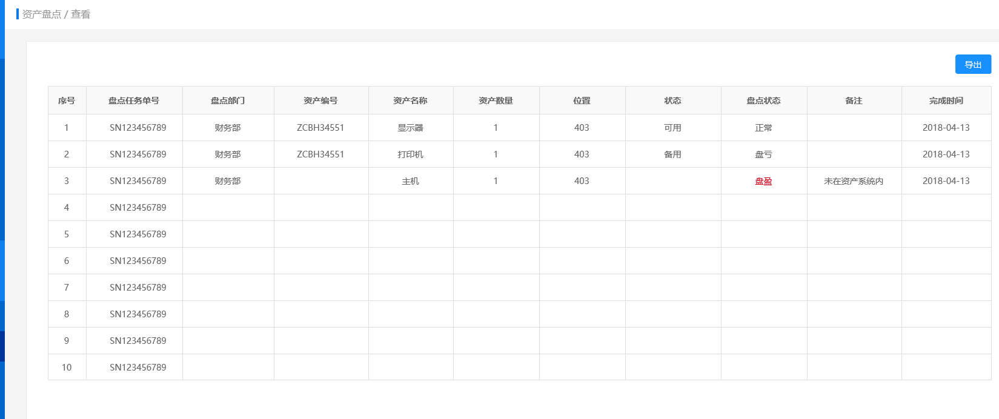 资产盘点 / 查看
导出
序号 盘点任务单号 盘点部门 资产编号 资产名称 资产数量 位置 状态 盘点状态 备注 完成时间
1 SN123456789 财务部 ZCBH34551 显示器 1 403 可用 正常 2018-04-13
2 SN123456789 财务部 ZCBH34551 打印机 1 403 备用 盘亏 2018-04-13
3 SN123456789 财务部 主机 1 403 盘盈 未在资产系统内 2018-04-13
4 SN123456789
5 SN123456789
6 SN123456789
7 SN123456789
8 SN123456789
9 SN123456789
10 SN123456789